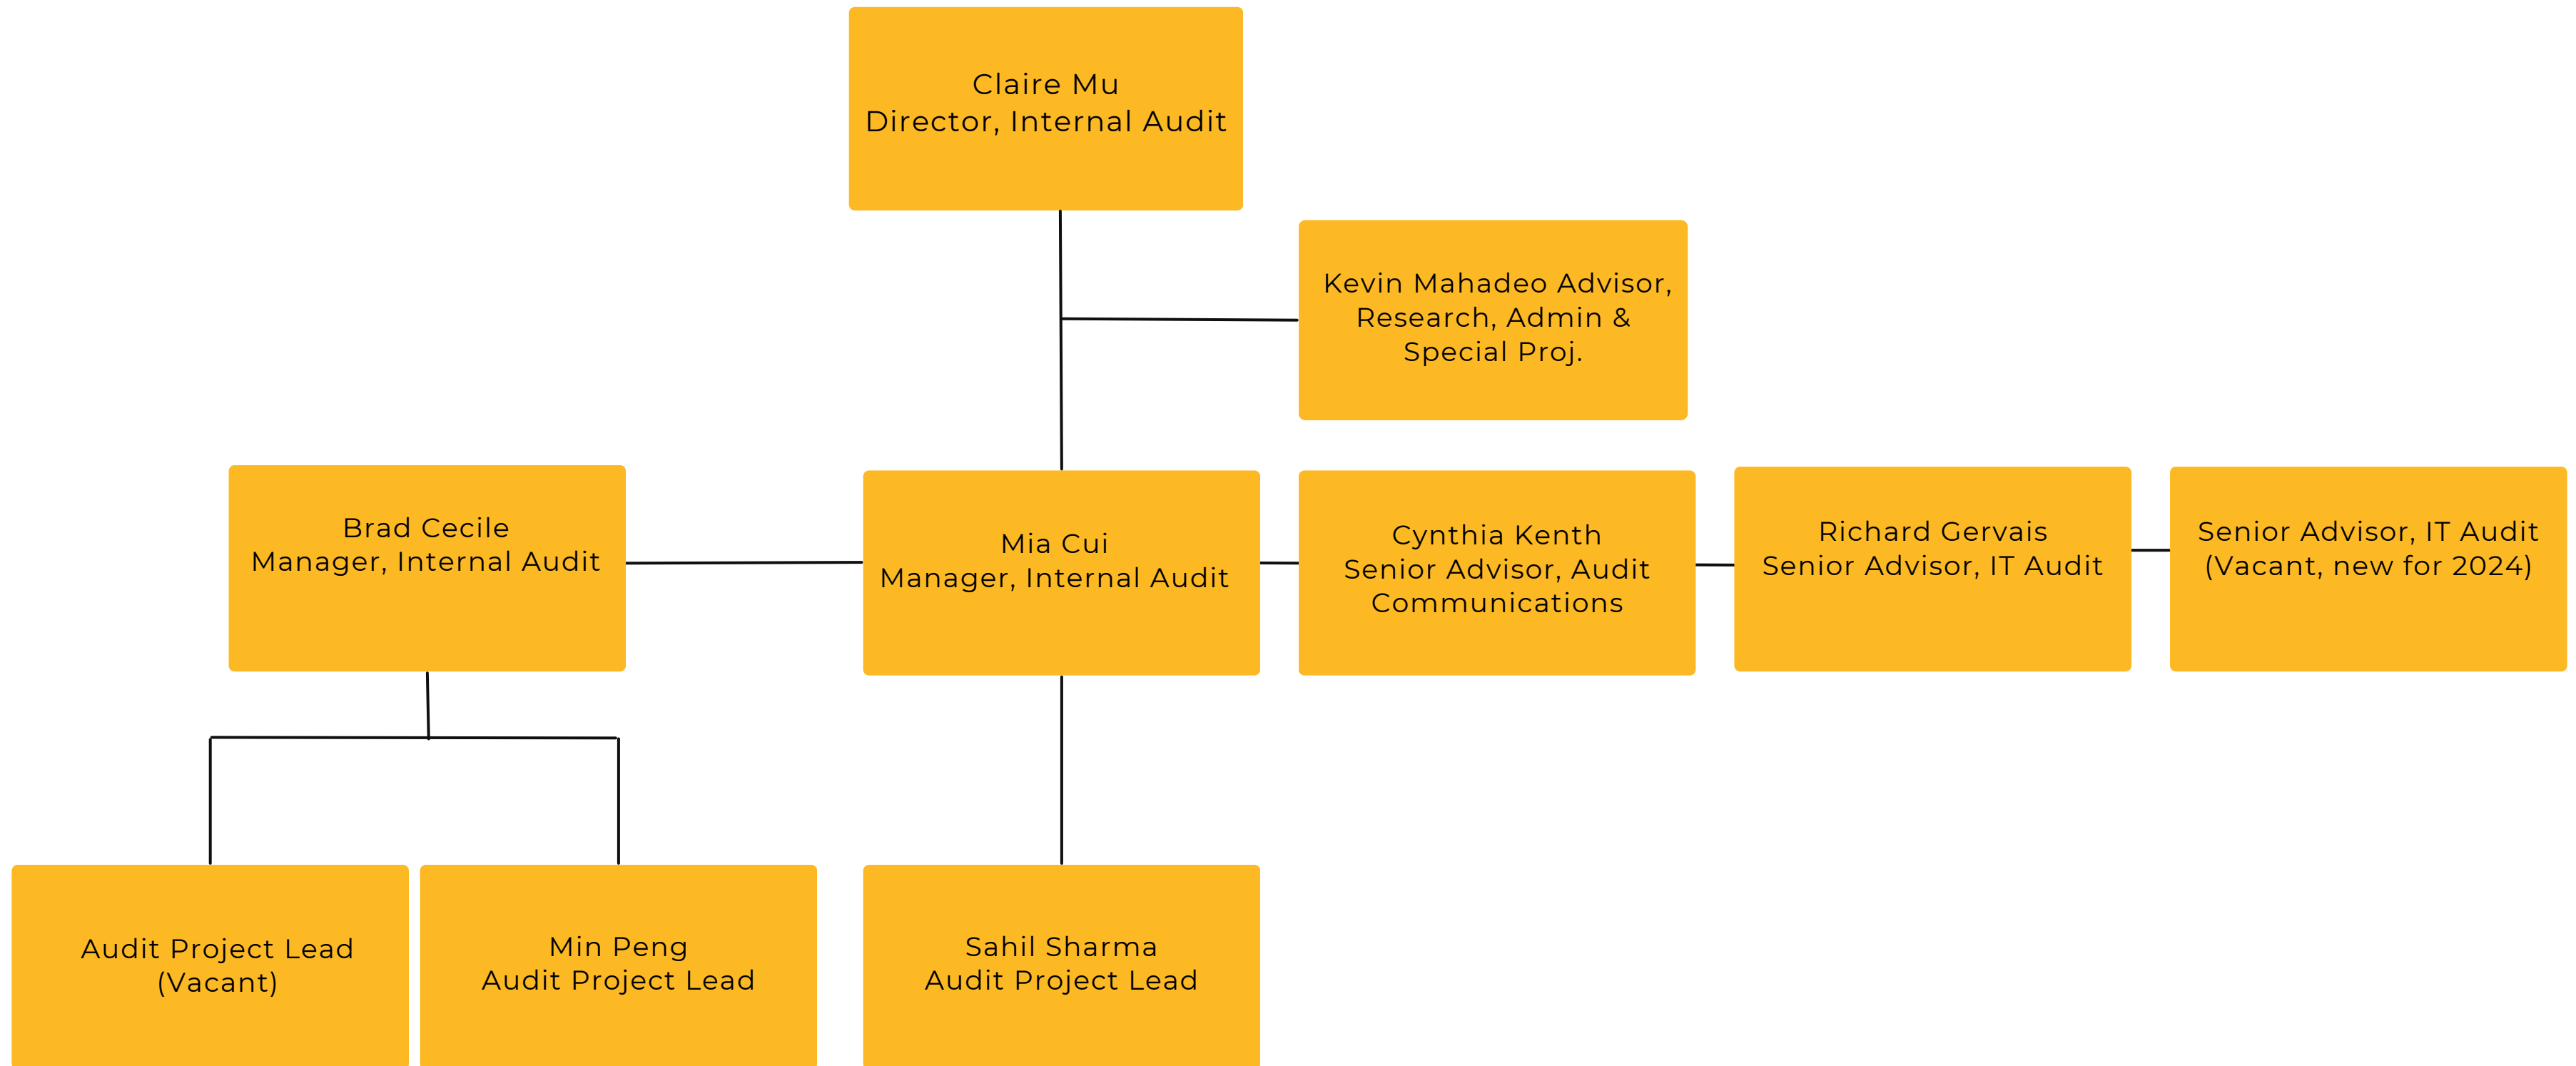 Claire Mu
Director, Internal Audit
Kevin Mahadeo Advisor,
Research, Admin &
Special Proj.
Brad Cecile
Manager, Internal Audit
Mia Cui
Manager, Internal Audit
Cynthia Kenth
Senior Advisor, Audit
Communications
Richard Gervais
Senior Advisor, IT Audit
Senior Advisor, IT Audit
(Vacant, new for 2024)
Audit Project Lead
(Vacant)
Min Peng
Audit Project Lead
Sahil Sharma
Audit Project Lead